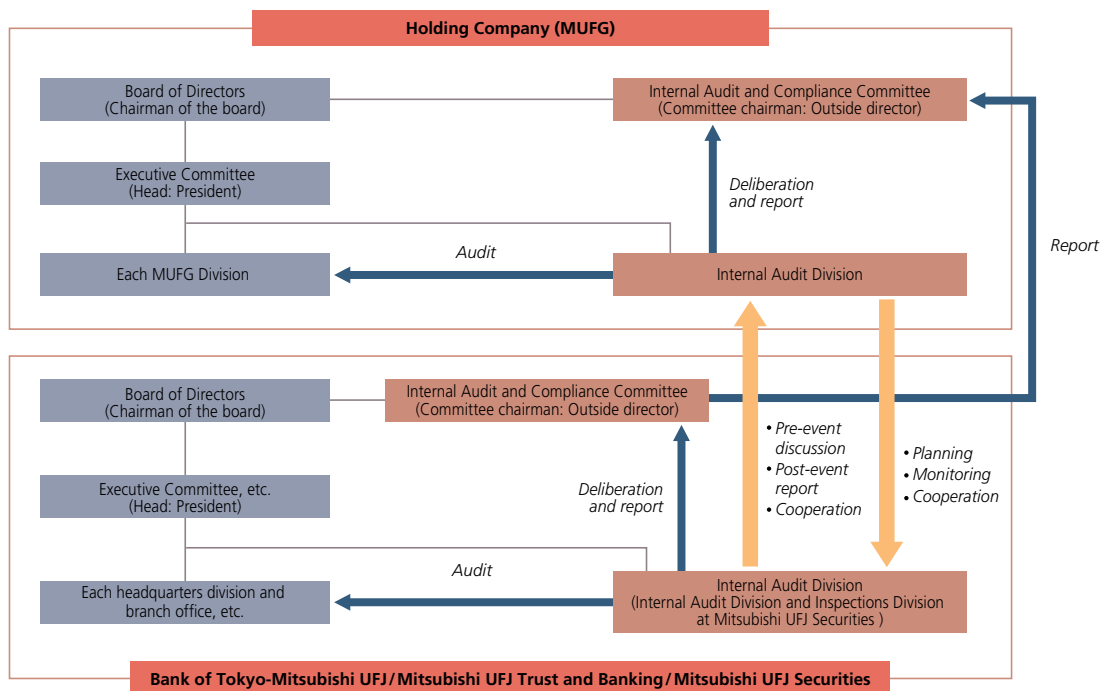 Holding Company (MUFG)
Board of Directors
(Chairman of the board)
Internal Audit and Compliance Committee
(Committee chairman: Outside director)
Executive Committee
(Head: President)
Deliberation
and report
Report
Audit
Each MUFG Division
Internal Audit Division
Board of Directors
(Chairman of the board)
Internal Audit and Compliance Committee
(Committee chairman: Outside director)
• Pre-event
discussion
• Post-event
report
• Cooperation
• Planning
• Monitoring
• Cooperation
Executive Committee, etc.
(Head: President)
Deliberation
and report
Audit
Each headquarters division and
branch office, etc.
Internal Audit Division
(Internal Audit Division and Inspections Division
at Mitsubishi UFJ Securities )
Bank of Tokyo-Mitsubishi UFJ/Mitsubishi UFJ Trust and Banking/Mitsubishi UFJ Securities